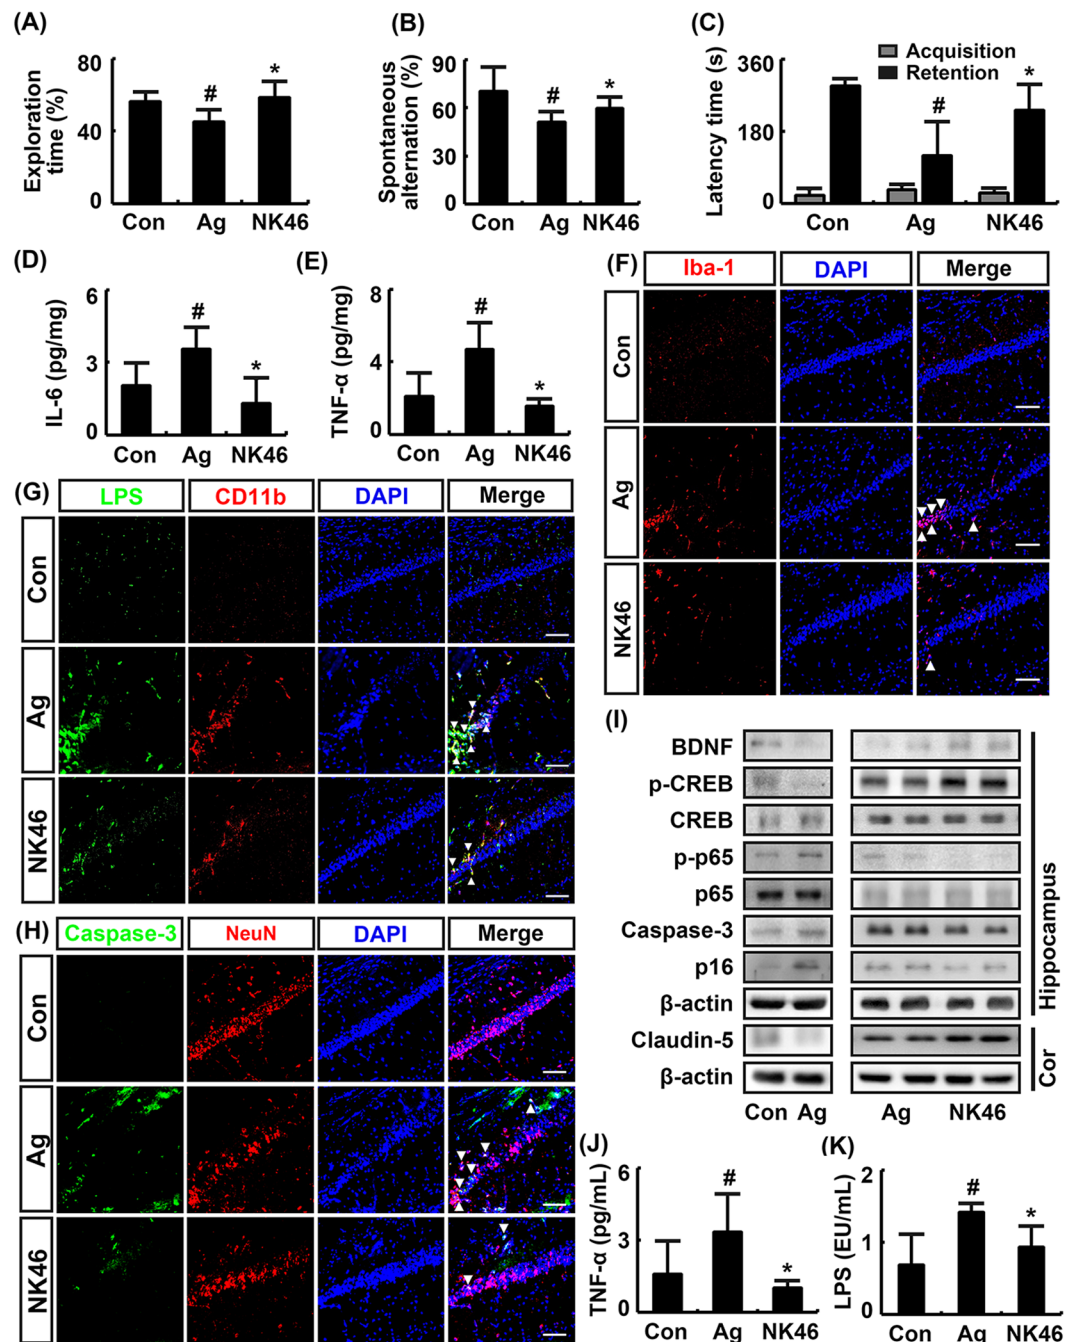 (A)
Exploration
time (%)
80
40
0
#
*
Con Ag NK46
(B)
Spontaneous
alternation (%)
90
60
30
0
#
*
Con Ag NK46
(C)
Latency time (s)
360
180
0
Acquisition
Retention
#
*
Con Ag NK46
(D)
IL-6 (pg/mg)
6
3
0
#
*
Con Ag NK46
(E)
TNF-α (pg/mg)
8
4
0
#
*
Con Ag NK46
(F)
Iba-1 DAPI Merge
Con
Ag
NK46
(G)
LPS CD11b DAPI Merge
Con
Ag
NK46
(H)
Caspase-3 NeuN DAPI Merge
Con
Ag
NK46
(I)
BDNF
p-CREB
CREB
p-p65
p65
Caspase-3
p16
β-actin
Claudin-5
β-actin
Hippocampus
Cor
Con Ag Ag NK46
(J)
TNF-α (pg/mL)
6
3
0
#
*
Con Ag NK46
(K)
LPS (EU/mL)
2
1
0
#
*
Con Ag NK46